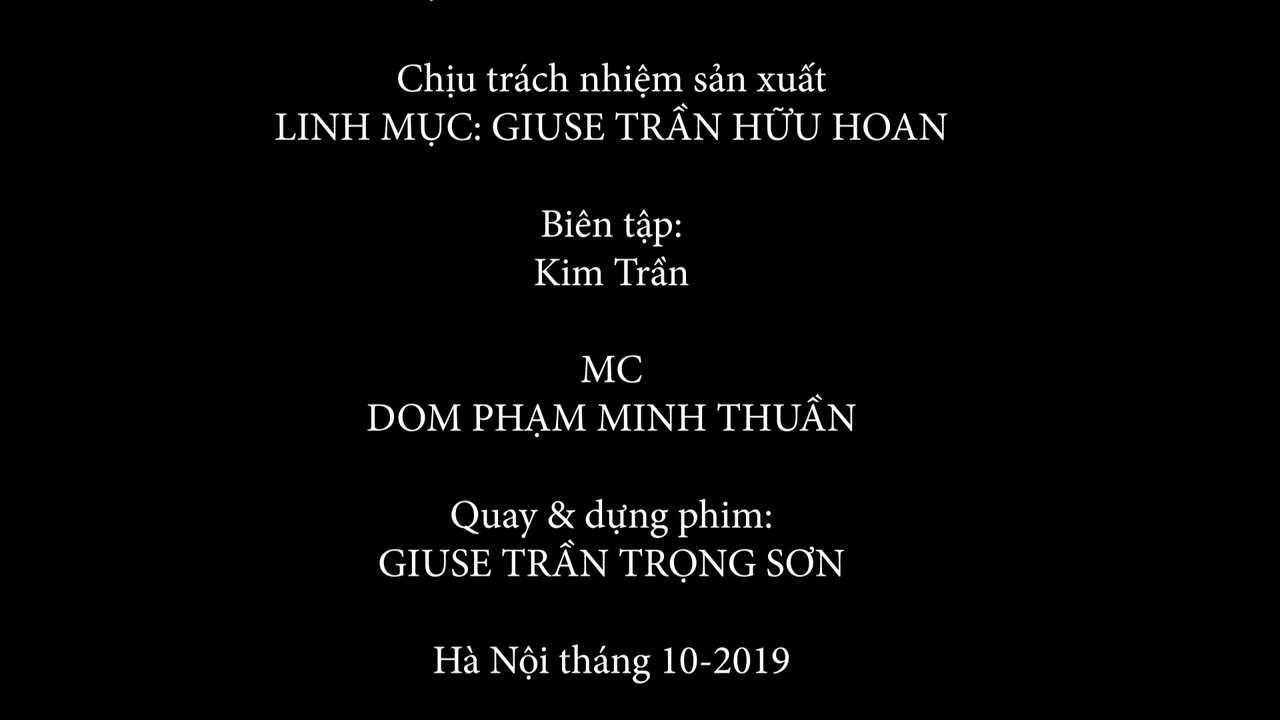 Chịu trách nhiệm sản xuất
LINH MỤC: GIUSE TRẦN HỮU HOAN
Biên tập:
Kim Trần
MC
DOM PHẠM MINH THUẦN
Quay & dựng phim:
GIUSE TRẦN TRỌNG SƠN
Hà Nội tháng 10-2019